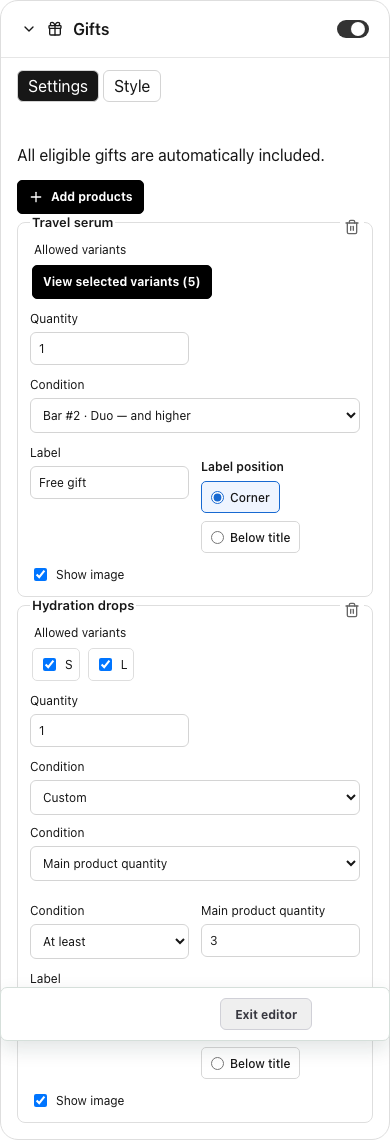 Gifts
Settings
Style
All eligible gifts are automatically included.
Add products
Travel serum
Allowed variants
View selected variants (5)
Quantity
1
Condition
Bar #2 · Duo — and higher
Label
Free gift
Label position
Corner
Below title
Show image
Hydration drops
Allowed variants
S
L
Quantity
1
Condition
Custom
Condition
Main product quantity
Condition
At least
Main product quantity
3
Label
Exit editor
Below title
Show image